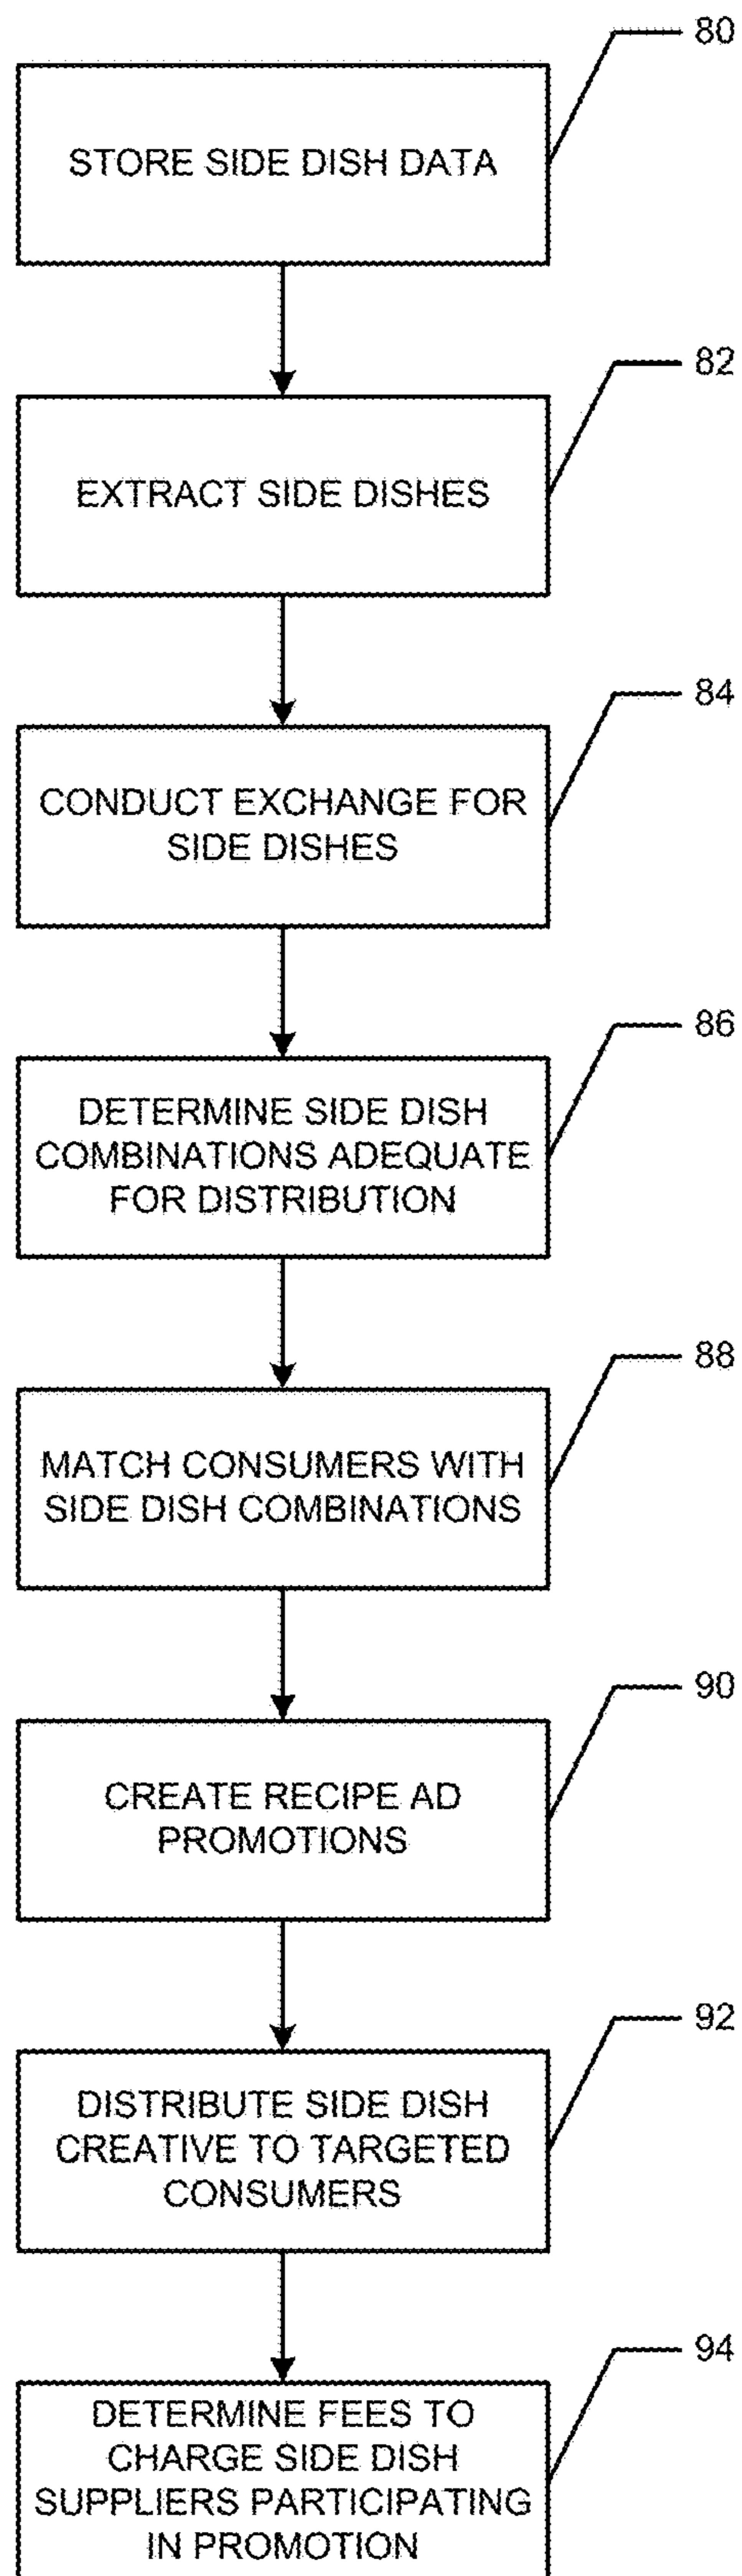 80
STORE SIDE DISH DATA
82
EXTRACT SIDE DISHES
84
CONDUCT EXCHANGE FOR
SIDE DISHES
86
DETERMINE SIDE DISH
COMBINATIONS ADEQUATE
FOR DISTRIBUTION
88
MATCH CONSUMERS WITH
SIDE DISH COMBINATIONS
90
CREATE RECIPE AD
PROMOTIONS
92
DISTRIBUTE SIDE DISH
CREATIVE TO TARGETED
CONSUMERS
94
DETERMINE FEES TO
CHARGE SIDE DISH
SUPPLIERS PARTICIPATING
IN PROMOTION